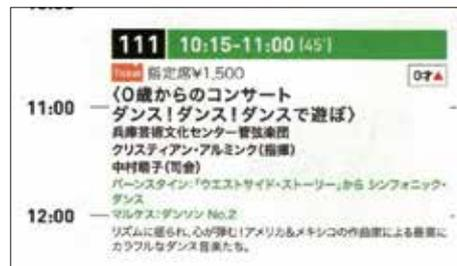 111 10:15-11:00 (45')
Ticket 指定席¥1,500 0才▲
11:00
〈0歳からのコンサート
ダンス!ダンス!ダンスで遊ぼ〉
兵庫芸術文化センター管弦楽団
クリスティアン・アルミンク(指揮)
中村萌子(司会)
バーンスタイン:「ウエストサイド・ストーリー」から シンフォニック・
ダンス
12:00
マルケス:ダンソン No.2
リズムに揺られ、心が弾む!アメリカ&メキシコの作曲家による最高に
カラフルなダンス音楽たち。